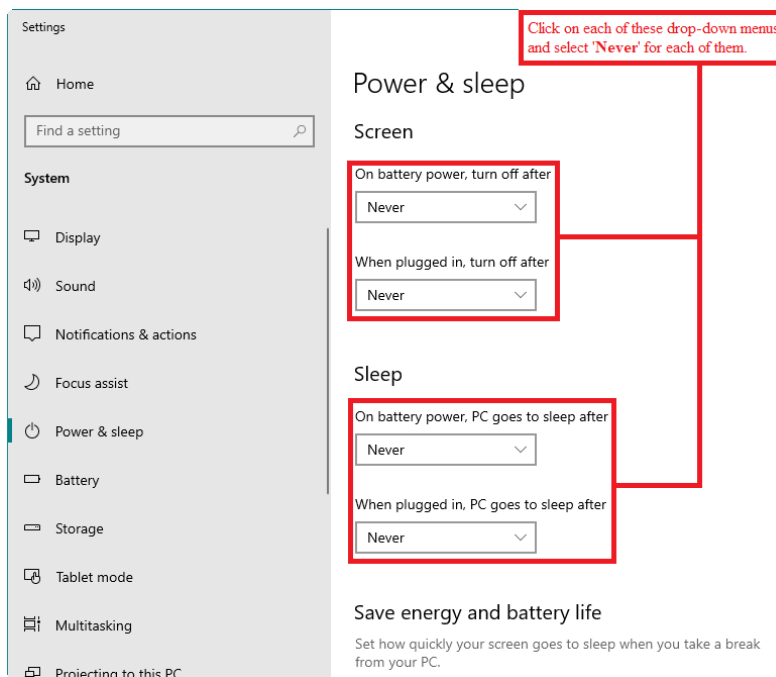 Settings
Click on each of these drop-down menus
and select 'Never' for each of them.
Home
Find a setting
System
Display
Sound
Notifications & actions
Focus assist
Power & sleep
Battery
Storage
Tablet mode
Multitasking
Projecting to this PC
Power & sleep
Screen
On battery power, turn off after
Never
When plugged in, turn off after
Never
Sleep
On battery power, PC goes to sleep after
Never
When plugged in, PC goes to sleep after
Never
Save energy and battery life
Set how quickly your screen goes to sleep when you take a break
from your PC.